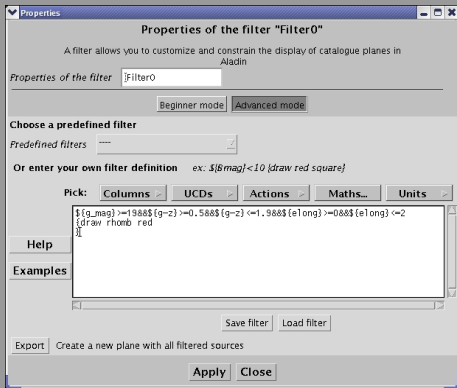 Properties
Properties of the filter "Filter0"
A filter allows you to customize and constrain the display of catalogue planes in
Aladin
Properties of the filter Filter0
Beginner mode Advanced mode
Choose a predefined filter
Predefined filters ----
Or enter your own filter definition ex: ${Bmag}<10 {draw red square}
Pick: Columns UCDs Actions Maths... Units
${g_mag}>=19&&${g-z}>=0.5&&${g-z}<=1.9&&${elong}>=0&&${elong}<=2
{draw rhomb red
}
Help
Examples
Save filter Load filter
Export Create a new plane with all filtered sources
Apply Close